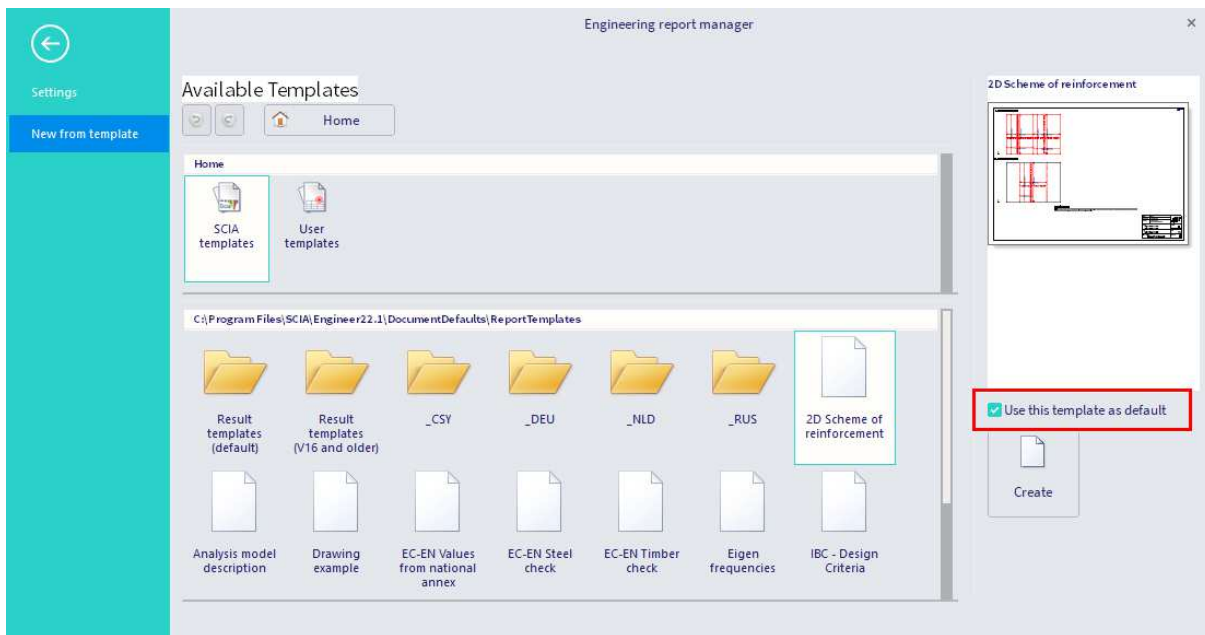 Engineering report manager
Settings
New from template
Available Templates
Home
Home
SCIA
templates
User
templates
C:\Program Files\SCIA\Engineer22.1\DocumentDefaults\ReportTemplates
Result
templates
(default)
Result
templates
(V16 and older)
_CSY
_DEU
_NLD
_RUS
2D Scheme of
reinforcement
Analysis model
description
Drawing
example
EC-EN Values
from national
annex
EC-EN Steel
check
EC-EN Timber
check
Eigen
frequencies
IBC - Design
Criteria
2D Scheme of reinforcement
Use this template as default
Create